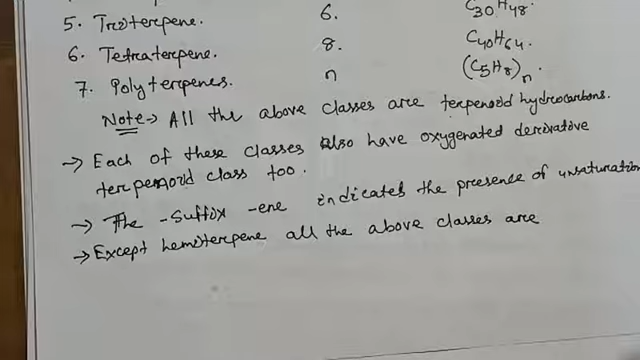 5. Triterpene. 6. C30H48.
6. Tetraterpene. 8. C40H64.
7. Polyterpenes. n (C5H8)n.
Note→ All the above classes are terpenoid hydrocarbons.
→ Each of these classes also have oxygenated derivative
terpenoid class too.
→ The -Suffix -ene indicates the presence of unsaturation
→ Except hemiterpene all the above classes are